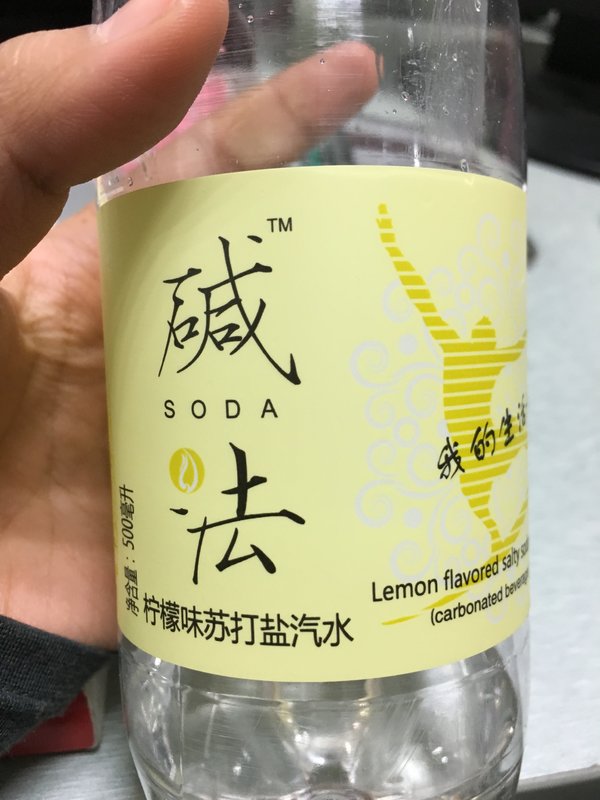 碱
TM
SODA
法
净含量：500毫升
柠檬味苏打盐汽水
我的生活
Lemon flavored salty
(carbonated